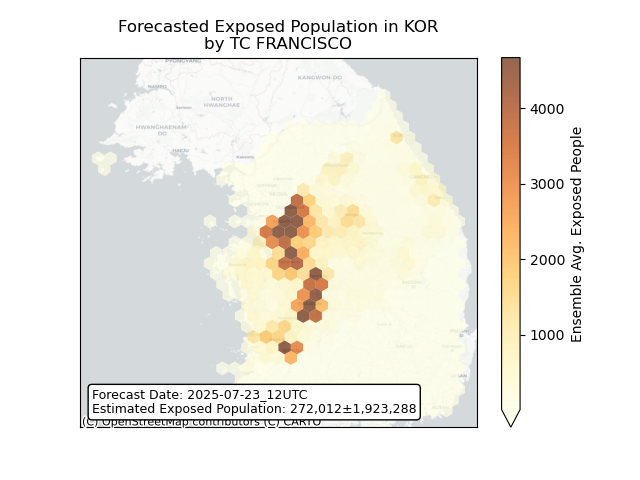 Forecasted Exposed Population in KOR
by TC FRANCISCO
PYONGYANG
KANGWON-DO
NAMPO
NORTH
HWANGHAE
HWANGHAENAM-
DO
HAEJU
4000
3000
2000
1000
Ensemble Avg. Exposed People
Forecast Date: 2025-07-23_12UTC
Estimated Exposed Population: 272,012±1,923,288
(C) OpenStreetMap contributors (C) CARTO